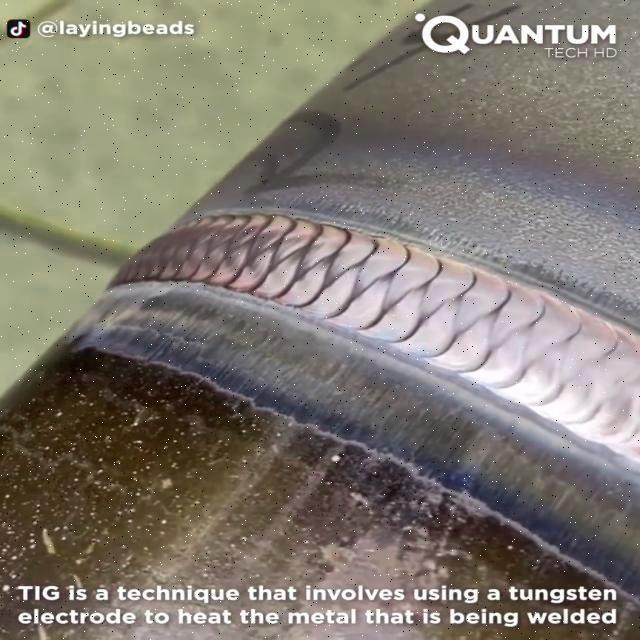 @layingbeads
QUANTUM
TECH HD
TIG is a technique that involves using a tungsten
electrode to heat the metal that is being welded